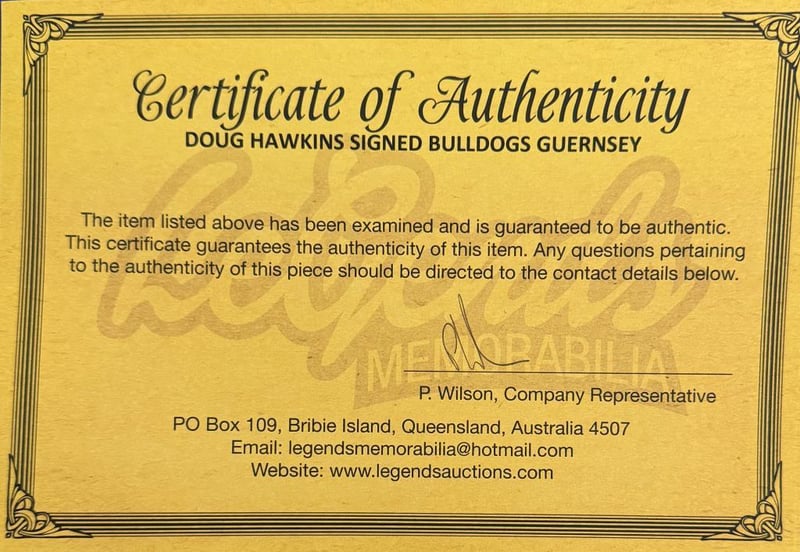 Certificate of Authenticity
DOUG HAWKINS SIGNED BULLDOGS GUERNSEY
The item listed above has been examined and is guaranteed to be authentic.
This certificate guarantees the authenticity of this item. Any questions pertaining
to the authenticity of this piece should be directed to the contact details below.
Legends
MEMORABILIA
P. Wilson, Company Representative
PO Box 109, Bribie Island, Queensland, Australia 4507
Email: legendsmemorabilia@hotmail.com
Website: www.legendsauctions.com